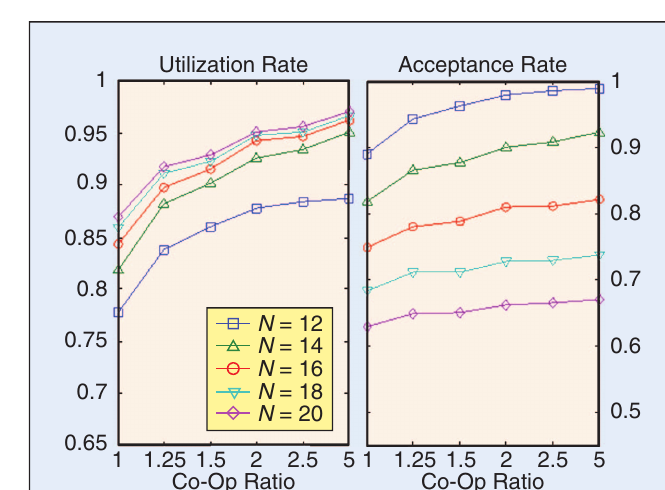 Utilization Rate
Acceptance Rate
1
0.95
0.9
0.85
0.8
0.75
0.7
0.65
1
0.9
0.8
0.7
0.6
0.5
N = 12
N = 14
N = 16
N = 18
N = 20
1 1.25 1.5 2 2.5 5
1 1.25 1.5 2 2.5 5
Co-Op Ratio
Co-Op Ratio